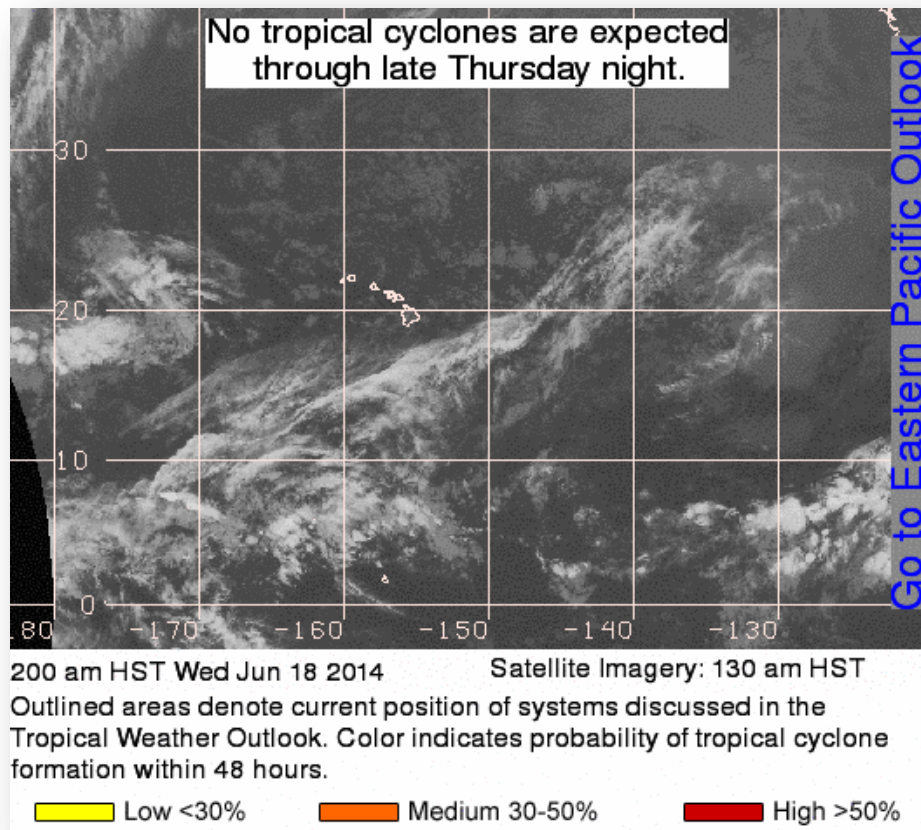 No tropical cyclones are expected
through late Thursday night.
Go to Eastern Pacific Outlook
30
20
10
0
180 -170 -160 -150 -140 -130
200 am HST Wed Jun 18 2014 Satellite Imagery: 130 am HST
Outlined areas denote current position of systems discussed in the
Tropical Weather Outlook. Color indicates probability of tropical cyclone
formation within 48 hours.
Low <30% Medium 30-50% High >50%